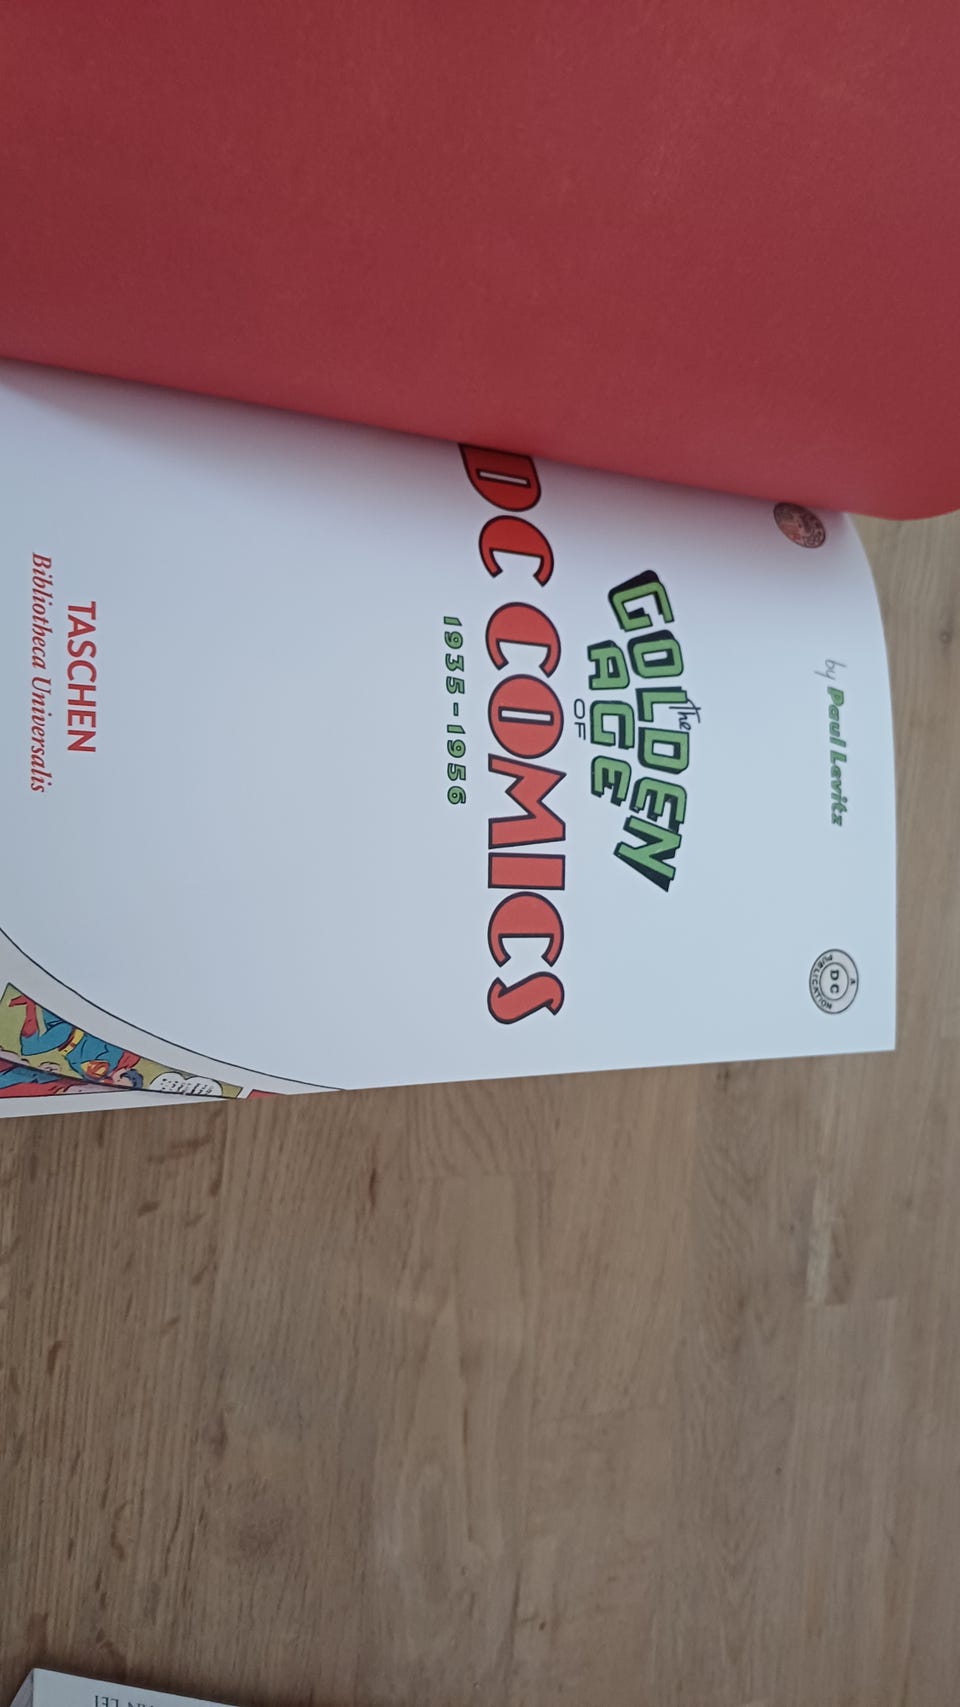 by Paul Levitz
A
DC
PUBLICATION
The
GOLDEN
AGE
OF
DC COMICS
1935-1956
TASCHEN
Bibliotheca Universalis